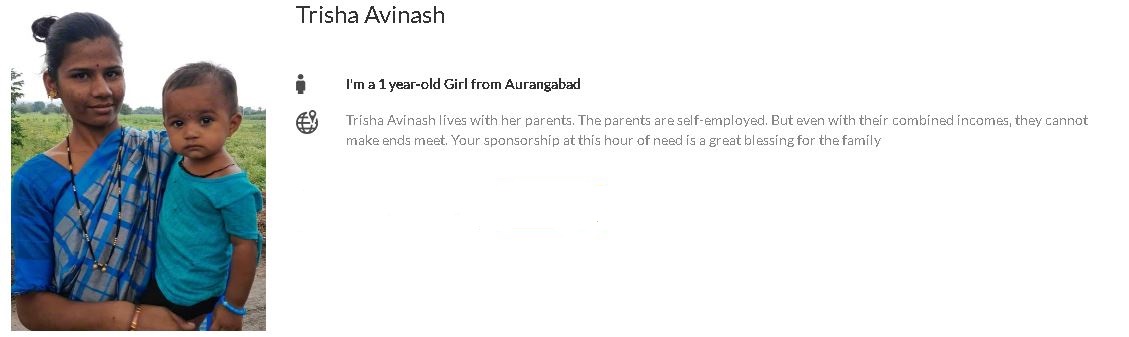 Trisha Avinash
I'm a 1 year-old Girl from Aurangabad
Trisha Avinash lives with her parents. The parents are self-employed. But even with their combined incomes, they cannot
make ends meet. Your sponsorship at this hour of need is a great blessing for the family